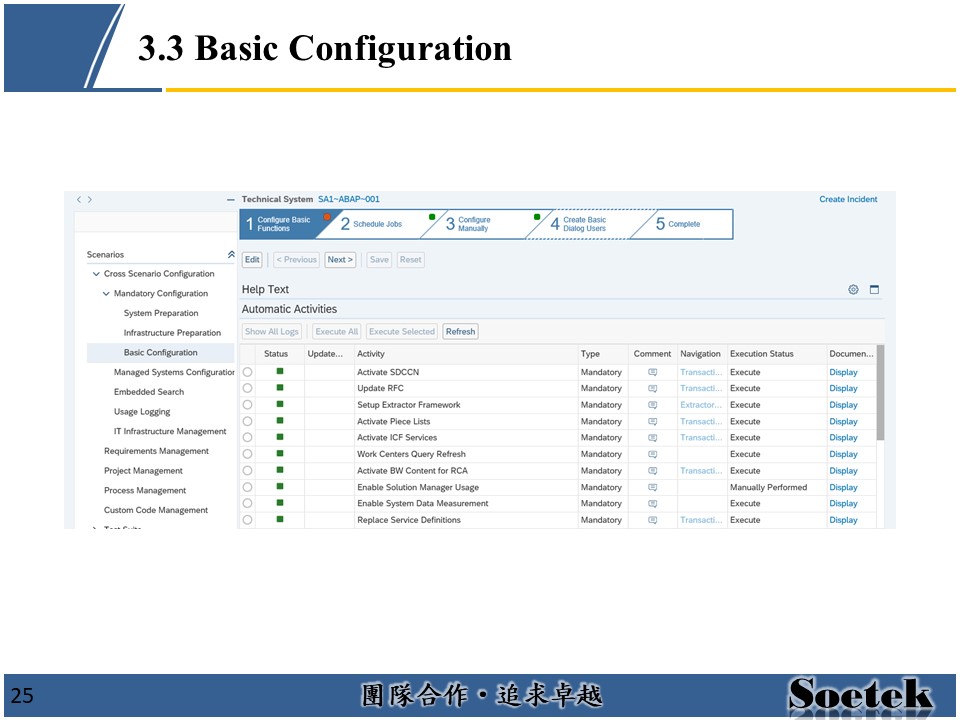 3.3 Basic Configuration
Technical System SA1~ABAP~001 Create Incident
1 Configure Basic Functions 2 Schedule Jobs 3 Configure Manually 4 Create Basic Dialog Users 5 Complete
Edit < Previous Next > Save Reset
Help Text
Automatic Activities
Show All Logs Execute All Execute Selected Refresh
Scenarios
Cross Scenario Configuration
Mandatory Configuration
System Preparation
Infrastructure Preparation
Basic Configuration
Managed Systems Configuration
Embedded Search
Usage Logging
IT Infrastructure Management
Requirements Management
Project Management
Process Management
Custom Code Management
Status Update... Activity Type Comment Navigation Execution Status Documen...
Activate SDCCN Mandatory Transacti... Execute Display
Update RFC Mandatory Transacti... Execute Display
Setup Extractor Framework Mandatory Extractor... Execute Display
Activate Piece Lists Mandatory Transacti... Execute Display
Activate ICF Services Mandatory Transacti... Execute Display
Work Centers Query Refresh Mandatory Execute Display
Activate BW Content for RCA Mandatory Transacti... Execute Display
Enable Solution Manager Usage Mandatory Manually Performed Display
Enable System Data Measurement Mandatory Execute Display
Replace Service Definitions Mandatory Transacti... Execute Display
25
團隊合作·追求卓越
Soetek